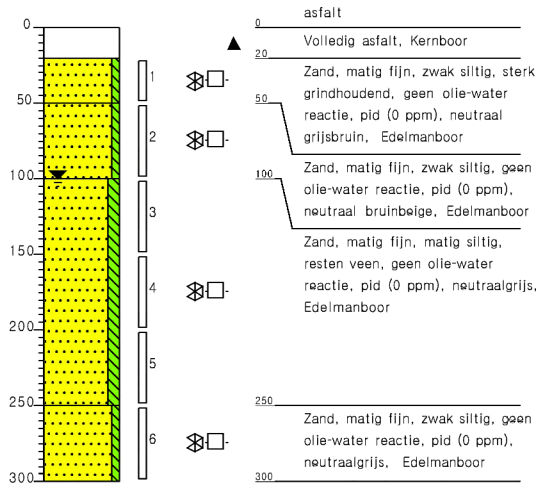 asfalt
0
0
Volledig asfalt, Kernboor
20
Zand, matig fijn, zwak siltig, sterk
grindhoudend, geen olie-water
reactie, pid (0 ppm), neutraal
grijsbruin, Edelmanboor
1
50
50
2
Zand, matig fijn, zwak siltig, geen
olie-water reactie, pid (0 ppm),
neutraal bruinbeige, Edelmanboor
100
100
3
Zand, matig fijn, matig siltig,
resten veen, geen olie-water
reactie, pid (0 ppm), neutraalgrijs,
Edelmanboor
150
4
200
5
250
250
Zand, matig fijn, zwak siltig, geen
olie-water reactie, pid (0 ppm),
neutraalgrijs, Edelmanboor
6
300
300